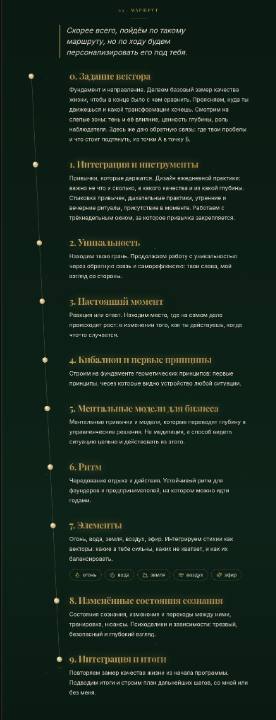 МАРШРУТ
Скорее всего, пойдём по такому
маршруту, но по ходу будем
персонализировать его под тебя.
0. Задание вектора
Фундамент и направление. Делаем базовый замер качества
жизни, чтобы в конце было с чем сравнить. Проясняем, куда ты
движешься и какой трансформации хочешь. Смотрим на
слепые зоны: тень и её влияние, ценность глубины, роль
наблюдателя. Здесь же даю обратную связь: где твои пробелы
и что стоит подтянуть, из точки А в точку Б.
1. Интеграция и инструменты
Привычки, которые держатся. Дизайн ежедневной практики:
важно не что и сколько, а какого качества и из какой глубины.
Стыковка привычек, дыхательные практики, утренние и
вечерние ритуалы, присутствие в моменте. Работаем с
трёхнедельным окном, за которое привычка закрепляется.
2. Уникальность
Находим твою грань. Продолжаем работу с уникальностью
через обратную связь и саморефлексию: твои слова, мой
взгляд со стороны.
3. Настоящий момент
Реакция или ответ. Находим место, где на самом деле
происходит рост: в изменении того, как ты действуешь, когда
что-то случается.
4. Кибалион и первые принципы
Строим на фундаменте герметических принципов: первые
принципы, через которые видно устройство любой ситуации.
5. Ментальные модели для бизнеса
Ментальные привычки и модели, которые переводят глубину в
управленческие решения. Не медитация, а способ видеть
ситуацию цельно и действовать из этого.
6. Ритм
Чередование отдыха и действия. Устойчивый ритм для
фаундеров и предпринимателей, на котором можно идти
годами.
7. Элементы
Огонь, вода, земля, воздух, эфир. Интегрируем стихии как
векторы: какие в тебе сильны, каких не хватает, и как их
балансировать.
огонь вода земля воздух эфир
8. Изменённые состояния сознания
Состояния сознания, изменения и переходы между ними,
тренировка, нюансы. Психоделики и зависимости: трезвый,
безопасный и глубокий взгляд.
9. Интеграция и итоги
Повторяем замер качества жизни из начала программы.
Подводим итоги и строим план дальнейших шагов, со мной или
без меня.